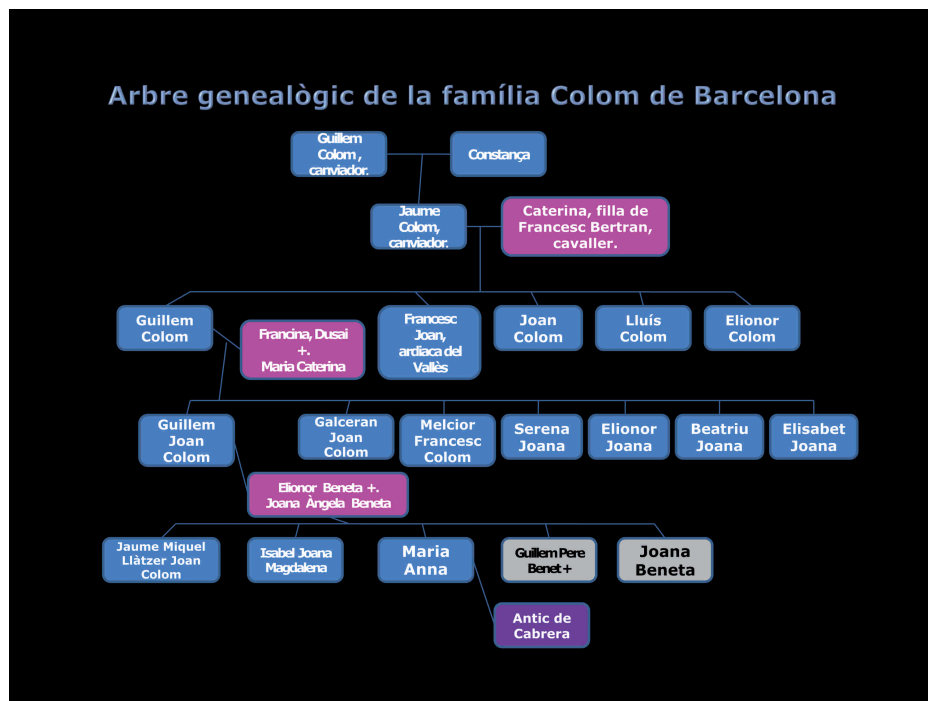 Arbre genealògic de la família Colom de Barcelona
Guillem
Colom ,
canviador.
Constança
Jaume
Colom,
canviador.
Caterina, filla de
Francesc Bertran,
cavaller.
Guillem
Colom
Francina, Dusai
+.
Maria Caterina
Francesc
Joan,
ardiaca del
Vallès
Joan
Colom
Lluís
Colom
Elionor
Colom
Guillem
Joan
Colom
Galceran
Joan
Colom
Melcior
Francesc
Colom
Serena
Joana
Elionor
Joana
Beatriu
Joana
Elisabet
Joana
Elionor Beneta +.
Joana Àngela Beneta
Jaume Miquel
Llàtzer Joan
Colom
Isabel Joana
Magdalena
Maria
Anna
Guillem Pere
Benet +
Joana
Beneta
Antic de
Cabrera